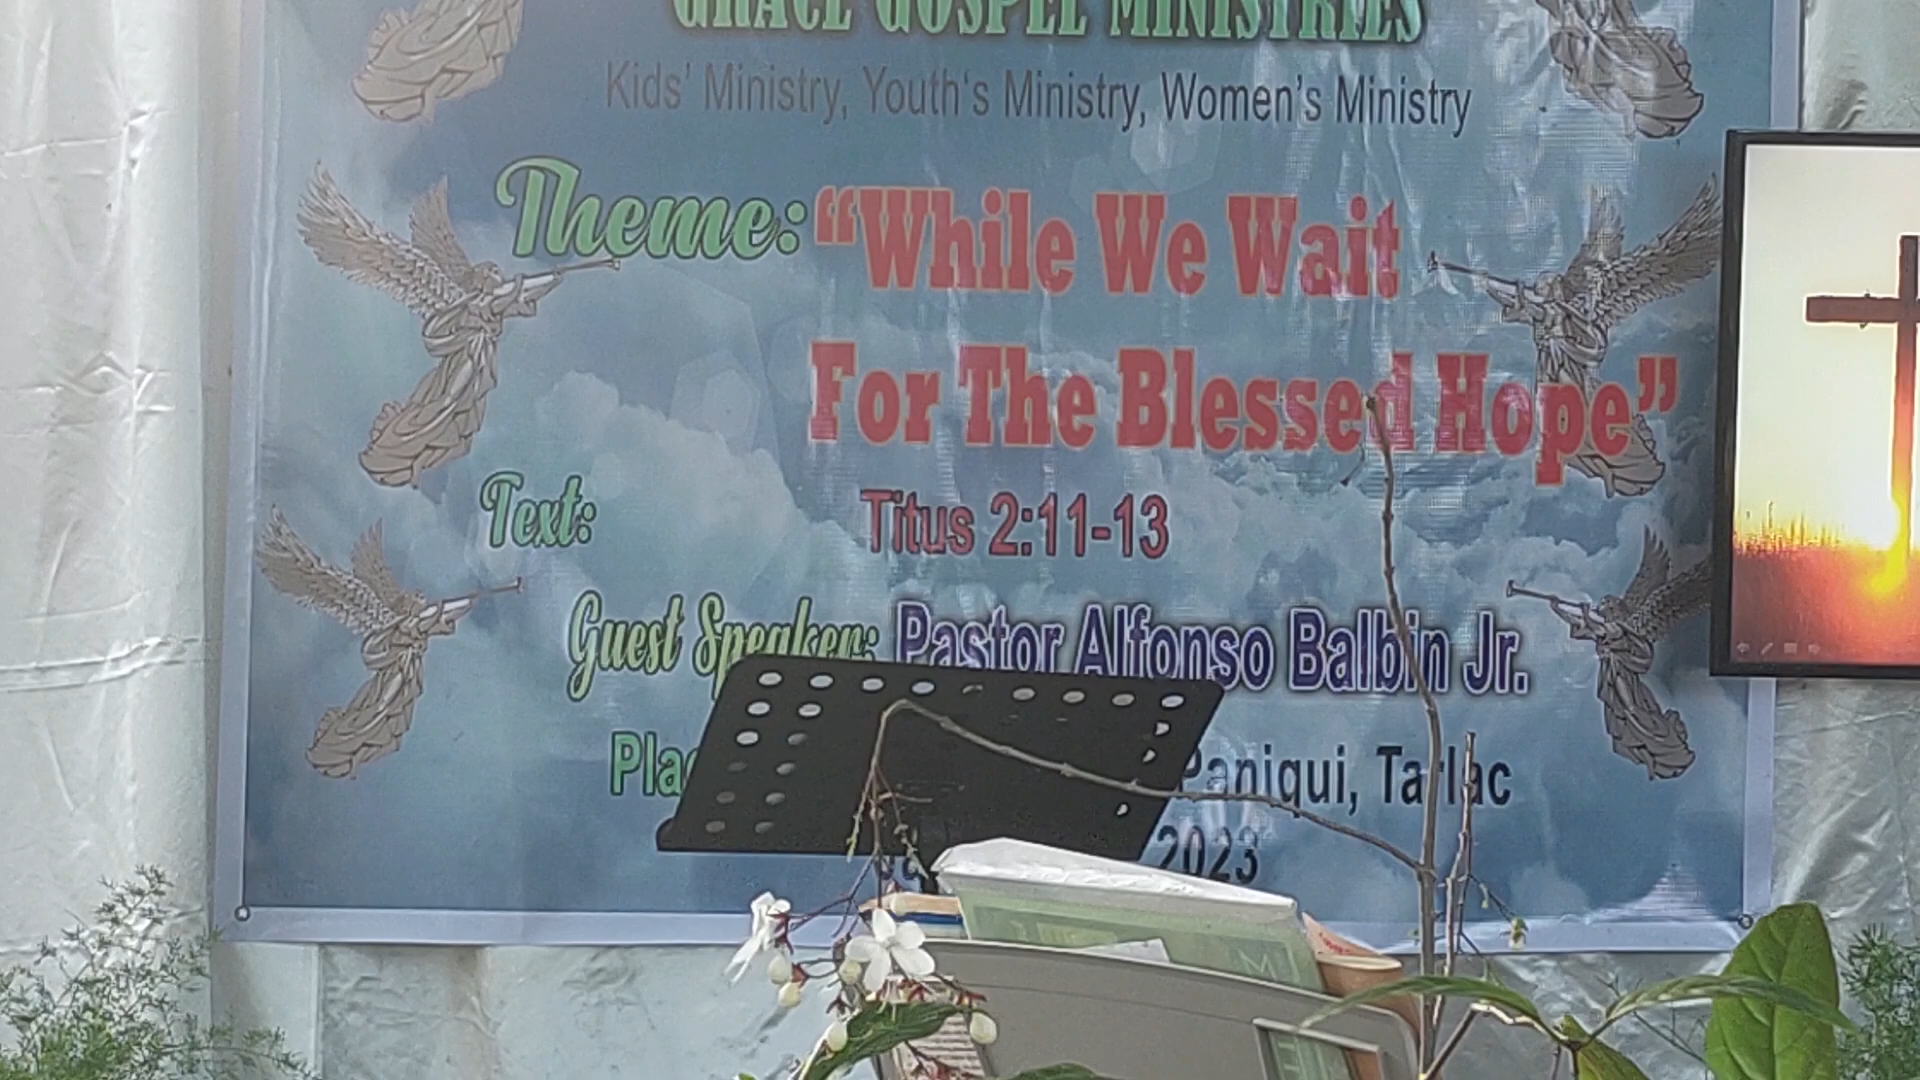 GRACE GOSPEL MINISTRIES
Kids' Ministry, Youth's Ministry, Women's Ministry
Theme: “While We Wait
For The Blessed Hope”
Text: Titus 2:11-13
Guest Speaker: Pastor Alfonso Balbin Jr.
Paniqui, Tarlac
2023